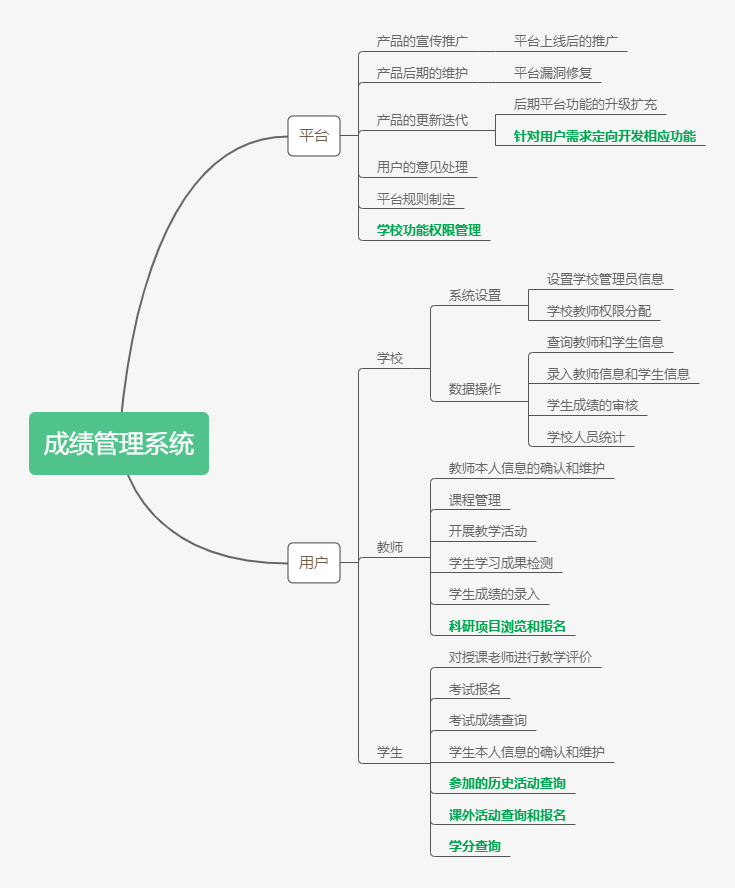 成绩管理系统
平台
产品的宣传推广
平台上线后的推广
产品后期的维护
平台漏洞修复
产品的更新迭代
后期平台功能的升级扩充
针对用户需求定向开发相应功能
用户的意见处理
平台规则制定
学校功能权限管理
用户
学校
系统设置
设置学校管理员信息
学校教师权限分配
数据操作
查询教师和学生信息
录入教师信息和学生信息
学生成绩的审核
学校人员统计
教师
教师本人信息的确认和维护
课程管理
开展教学活动
学生学习成果检测
学生成绩的录入
科研项目浏览和报名
学生
对授课老师进行教学评价
考试报名
考试成绩查询
学生本人信息的确认和维护
参加的历史活动查询
课外活动查询和报名
学分查询